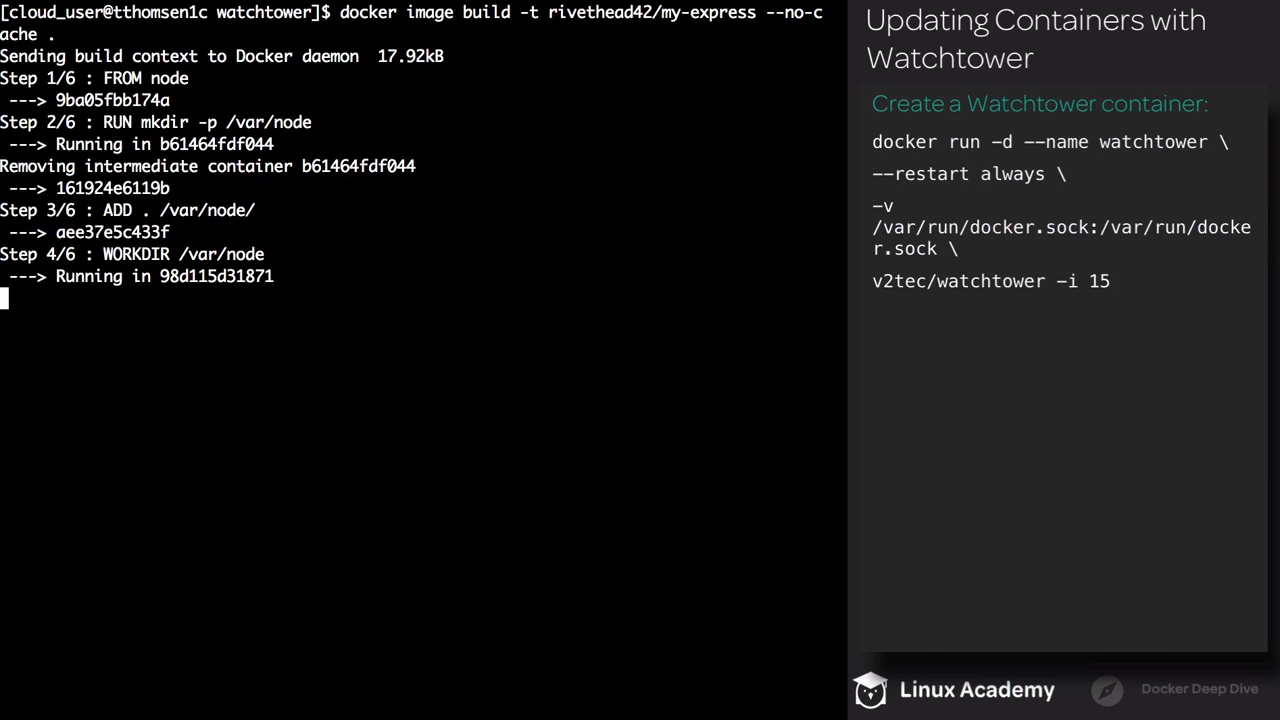 [cloud_user@tthomsen1c watchtower]$ docker image build -t rivethead42/my-express --no-c
ache .
Sending build context to Docker daemon  17.92kB
Step 1/6 : FROM node
 ---> 9ba05fbb174a
Step 2/6 : RUN mkdir -p /var/node
 ---> Running in b61464fdf044
Removing intermediate container b61464fdf044
 ---> 161924e6119b
Step 3/6 : ADD . /var/node/
 ---> aee37e5c433f
Step 4/6 : WORKDIR /var/node
 ---> Running in 98d115d31871
Updating Containers with
Watchtower
Create a Watchtower container:
docker run -d --name watchtower \
--restart always \
-v
/var/run/docker.sock:/var/run/docke
r.sock \
v2tec/watchtower -i 15
Linux Academy
Docker Deep Dive